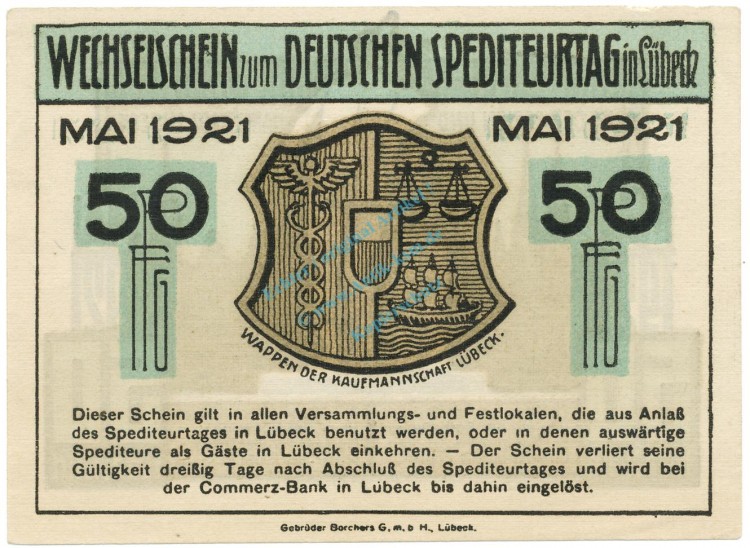 WECHSELSCHEIN zum DEUTSCHEN SPEDITEURTAG in Lübeck
MAI 1921 MAI 1921
50 PFG 50 PFG
WAPPEN DER KAUFMANNSCHAFT LÜBECK.
Dieser Schein gilt in allen Versammlungs- und Festlokalen, die aus Anlaß
des Spediteurtages in Lübeck benutzt werden, oder in denen auswärtige
Spediteure als Gäste in Lübeck einkehren. — Der Schein verliert seine
Gültigkeit dreißig Tage nach Abschluß des Spediteurtages und wird bei
der Commerz-Bank in Lübeck bis dahin eingelöst.
Gebrüder Borchers G. m. b H., Lübeck.